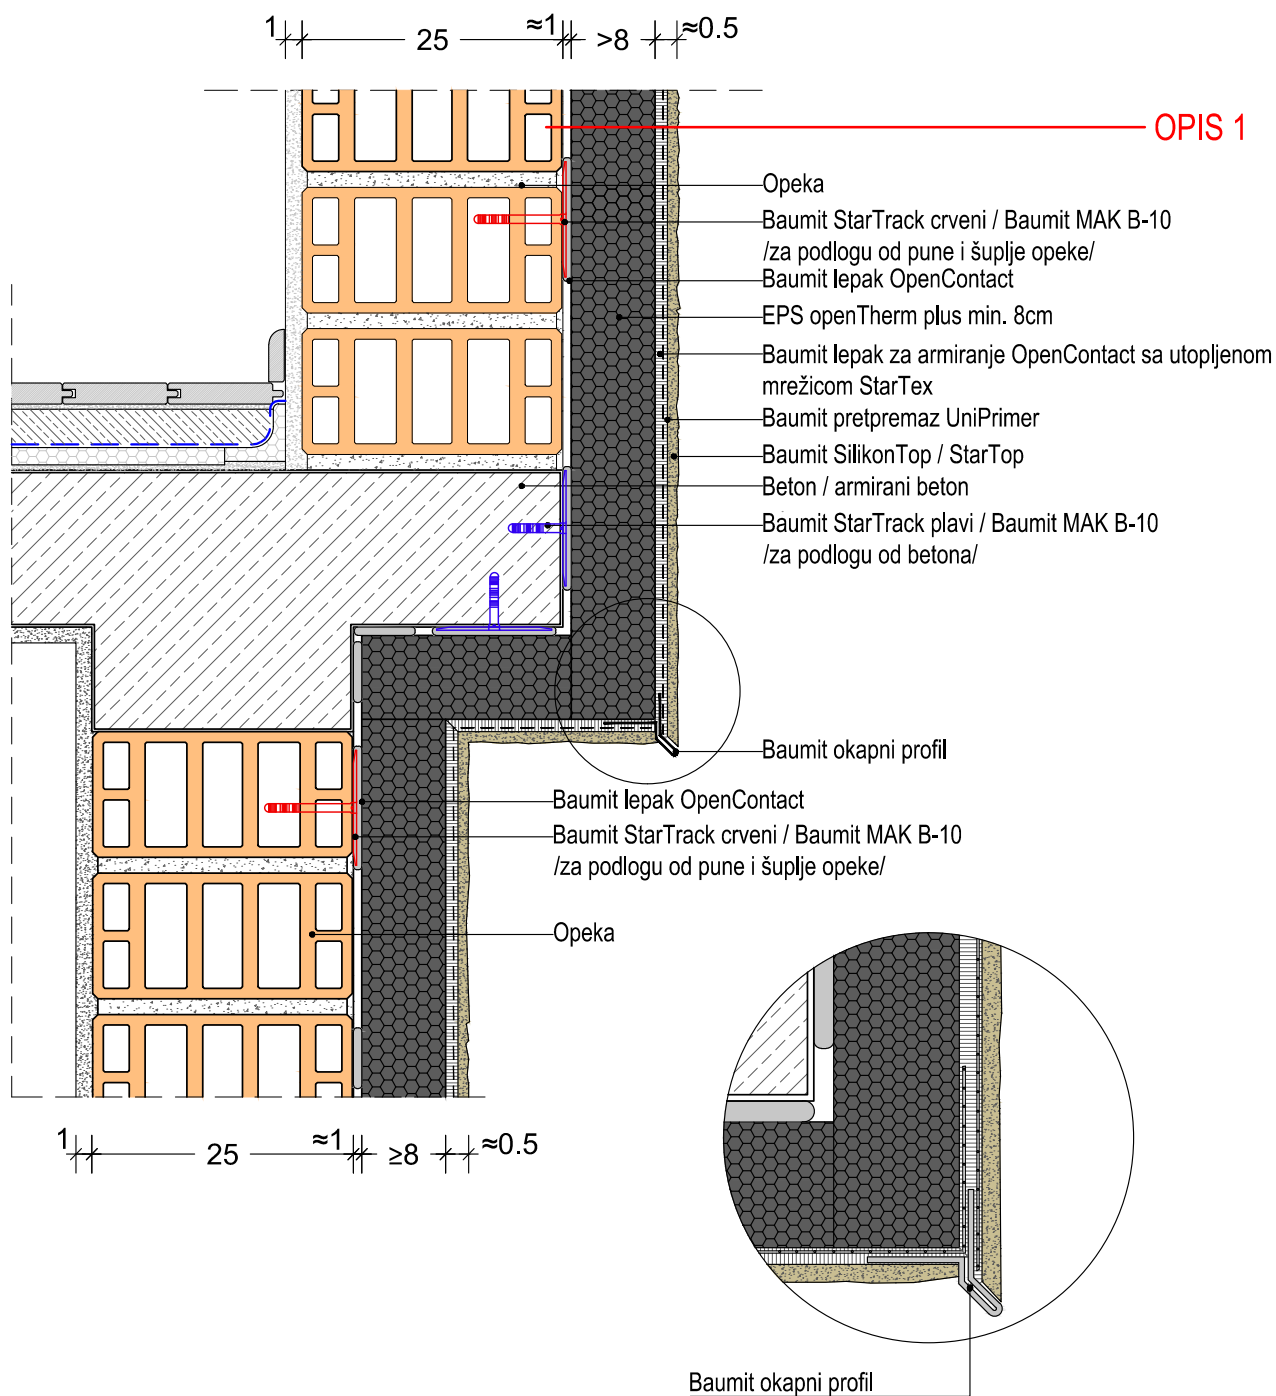 1 25 ≈1 >8 ≈0.5
OPIS 1
Opeka
Baumit StarTrack crveni / Baumit MAK B-10
/za podlogu od pune i šuplje opeke/
Baumit lepak OpenContact
EPS openTherm plus min. 8cm
Baumit lepak za armiranje OpenContact sa utopljenom
mrežicom StarTex
Baumit pretpremaz UniPrimer
Baumit SilikonTop / StarTop
Beton / armirani beton
Baumit StarTrack plavi / Baumit MAK B-10
/za podlogu od betona/
Baumit okapni profil
Baumit lepak OpenContact
Baumit StarTrack crveni / Baumit MAK B-10
/za podlogu od pune i šuplje opeke/
Opeka
1 25 ≈1 ≥8 ≈0.5
Baumit okapni profil